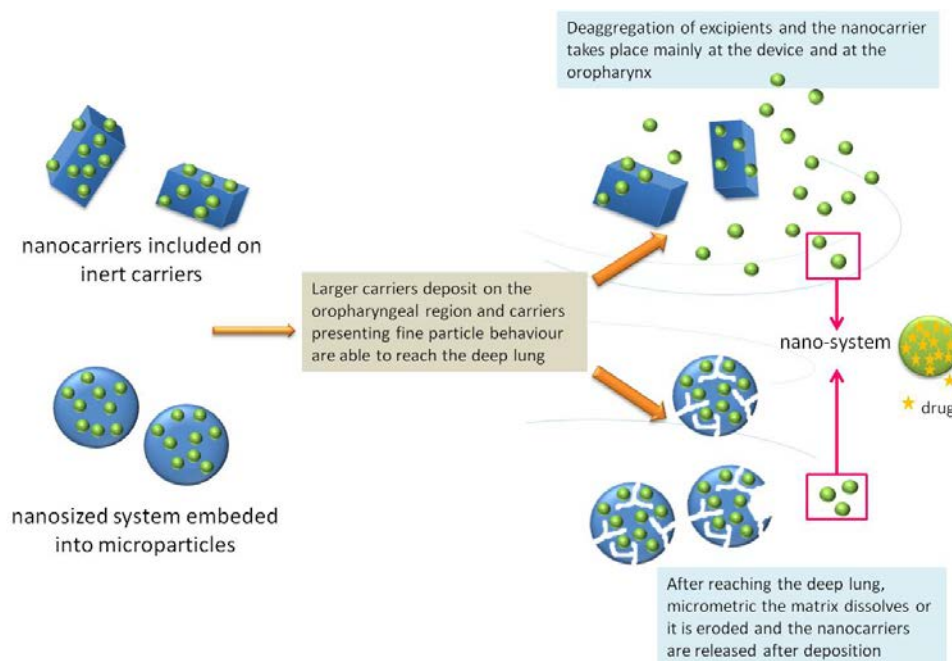 Deaggregation of excipients and the nanocarrier
takes place mainly at the device and at the
oropharynx
nanocarriers included on
inert carriers
Larger carriers deposit on the
oropharyngeal region and carriers
presenting fine particle behaviour
are able to reach the deep lung
nano-system
drug
nanosized system embeded
into microparticles
After reaching the deep lung,
micrometric the matrix dissolves or
it is eroded and the nanocarriers
are released after deposition